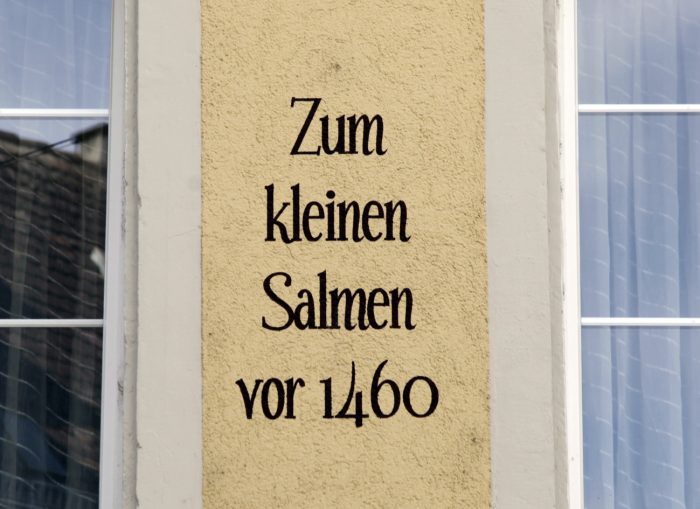 Zum
kleinen
Salmen
vor 1460